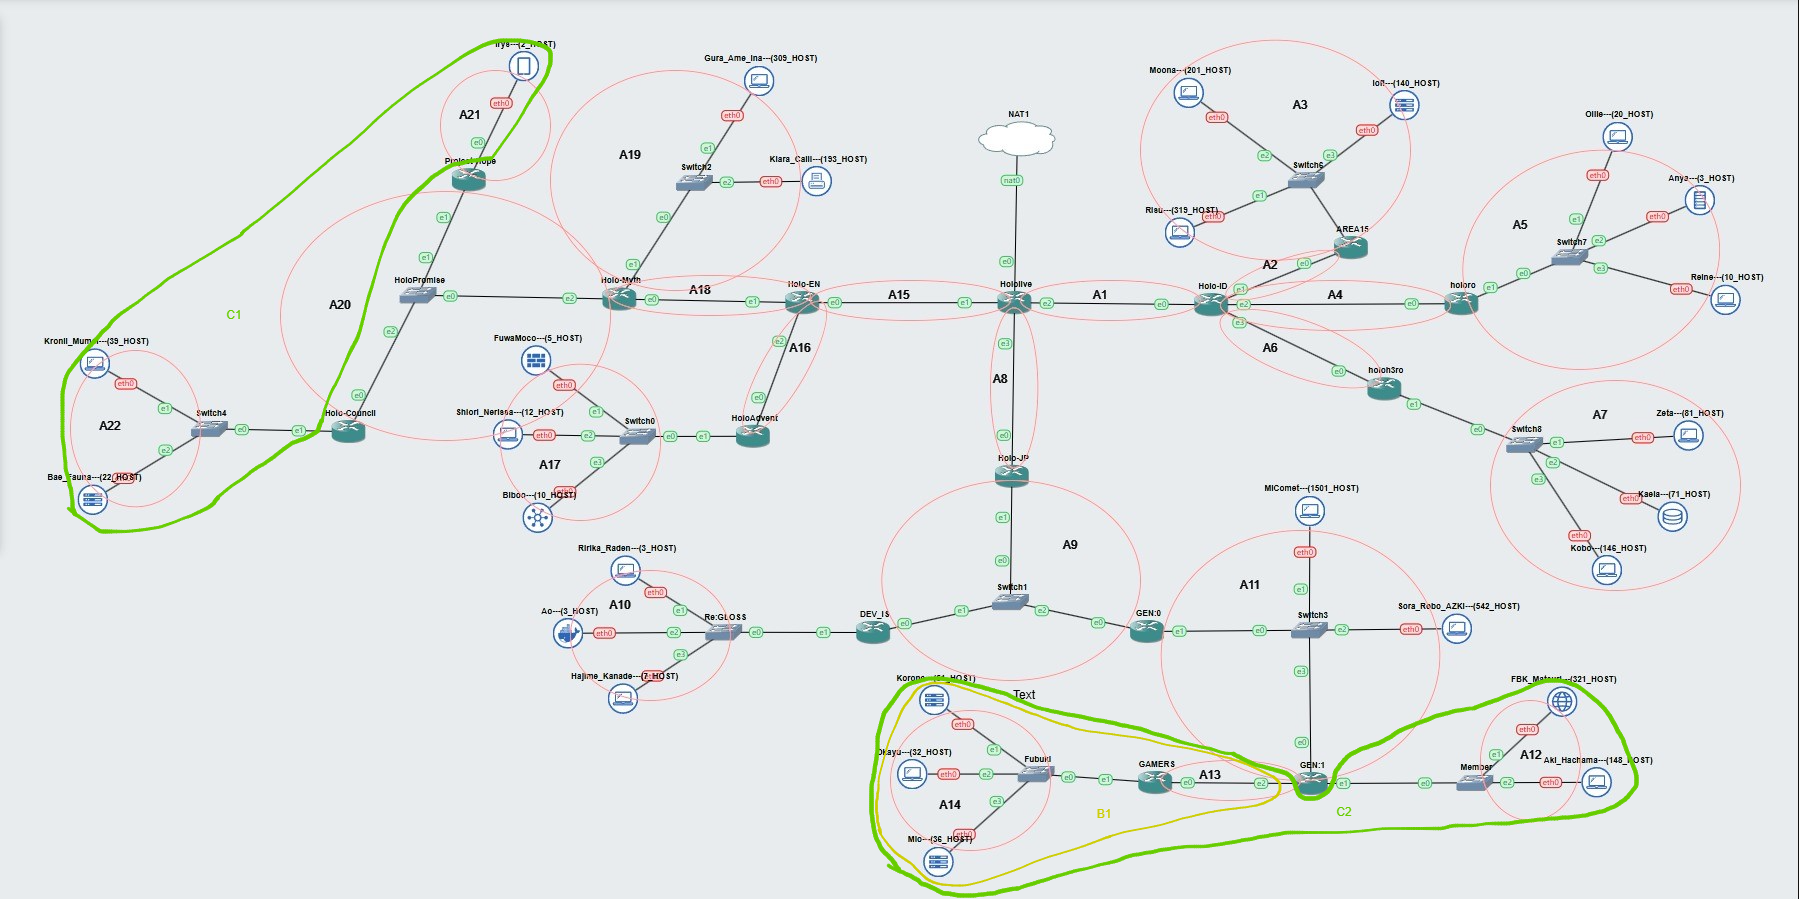 Irys---(2_HOST)
eth0
A21
e0
Project-Hope
e1
e1
HoloPromise
e0
A20
C1
e2
e0
Holo-Council
Kronii_Mumei---(39_HOST)
eth0
e1
Switch4
e0
e1
A22
e2
Bae_Fauna---(22_HOST)
Gura_Ame_Ina---(309_HOST)
eth0
A19
e1
Switch2
e2
eth0
Kiara_Calli---(193_HOST)
e0
e1
Holo-Myth
e2
e0
A18
e1
Holo-EN
e0
A15
e1
e2
A16
e0
HoloAdvent
e1
e0
Switch0
FuwaMoco---(5_HOST)
eth0
e1
Shiori_Nerissa---(12_HOST)
eth0
e2
A17
e3
eth0
Bibon---(10_HOST)
NAT1
nat0
e0
Hololive
e2
A1
e0
Holo-ID
e3
A8
e0
Holo-JP
e1
e0
A9
Switch1
e1
e2
Moona---(201_HOST)
eth0
A3
Iofi---(140_HOST)
eth0
e2
e3
Switch6
e1
Risu---(319_HOST)
eth0
AREA15
A2
e0
e1
e2
A4
e0
holoro
e1
e0
Switch7
A5
Ollie---(20_HOST)
eth0
e1
Anya---(3_HOST)
eth0
e2
e3
Reine---(10_HOST)
eth0
e3
A6
e0
holoh3ro
e1
e0
Switch8
A7
Zeta---(81_HOST)
eth0
e1
e2
Kaela---(71_HOST)
eth0
e3
eth0
Kobo---(146_HOST)
Ririka_Raden---(3_HOST)
eth0
A10
e1
Ao---(3_HOST)
eth0
e2
Re:GLOSS
e0
e1
DEV_IS
e0
e3
Hajime_Kanade---(7_HOST)
e0
GEN:0
e1
e0
A11
MiComet---(1501_HOST)
eth0
e1
Switch3
e2
eth0
Sora_Robo_AZKi---(542_HOST)
e3
e0
GEN:1
Text
eth0
e1
Okayu---(32_HOST)
eth0
e2
Fubuki
e0
e1
GAMERS
e0
A13
e2
A14
e3
eth0
Mio---(36_HOST)
B1
C2
e1
e0
Member
e1
eth0
A12
e2
eth0
Aki_Hachama---(148_HOST)